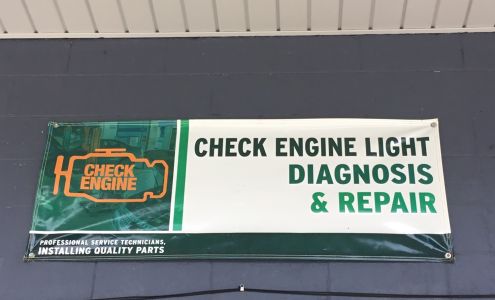 CHECK
ENGINE
CHECK ENGINE LIGHT
DIAGNOSIS
& REPAIR
PROFESSIONAL SERVICE TECHNICIANS,
INSTALLING QUALITY PARTS